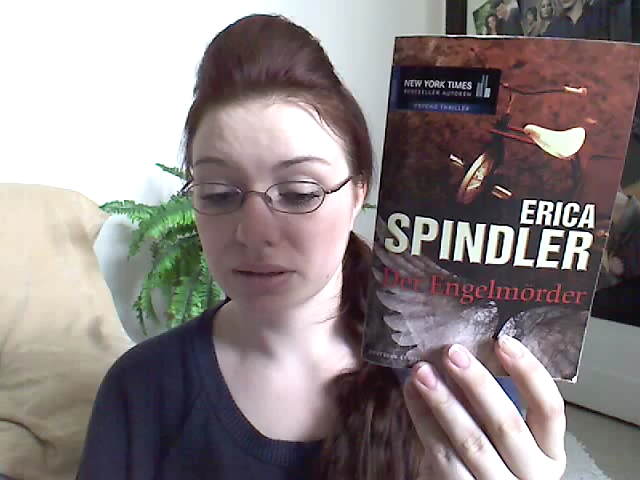 NEW YORK TIMES
BESTSELLER AUTOREN
PSYCHO THRILLER
ERICA
SPINDLER
Der Engelmörder